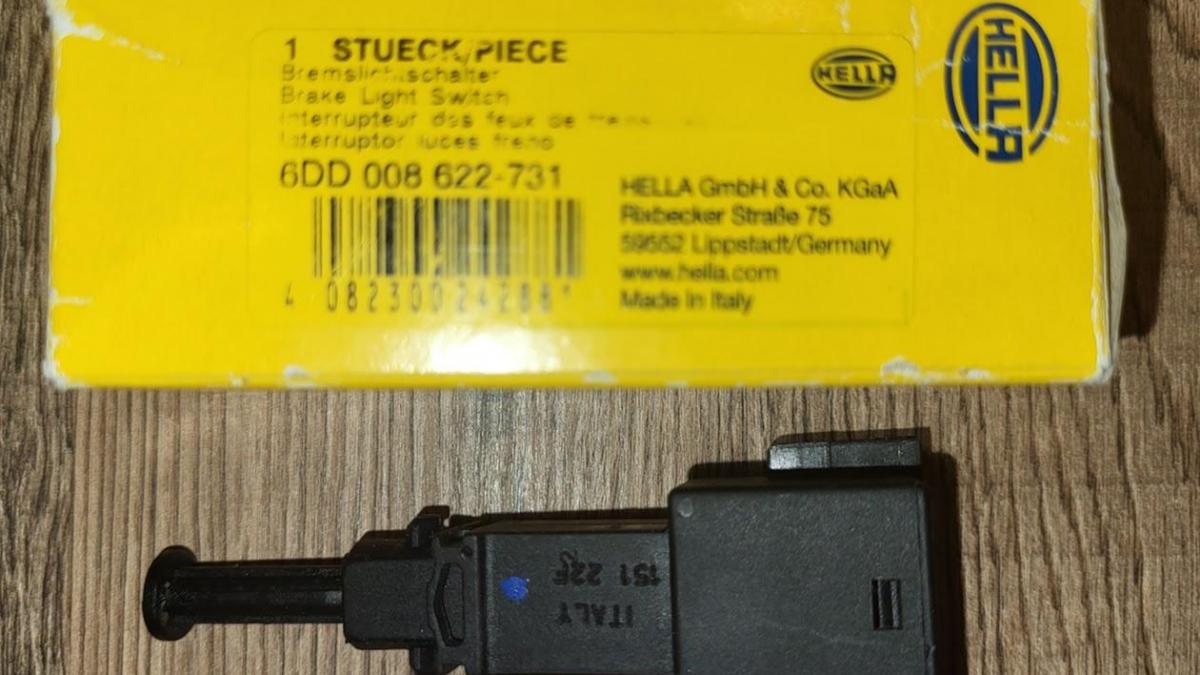 1 STUECK/PIECE
Bremslichtschalter
Brake Light Switch
Interrupteur des feux de
Interruptor luces freno
6DD 008 622-731
4 082300 242881
HELLA
HELLA
HELLA GmbH & Co. KGaA
Rixbecker Straße 75
59552 Lippstadt/Germany
www.hella.com
Made in Italy
151 22F
ITALY